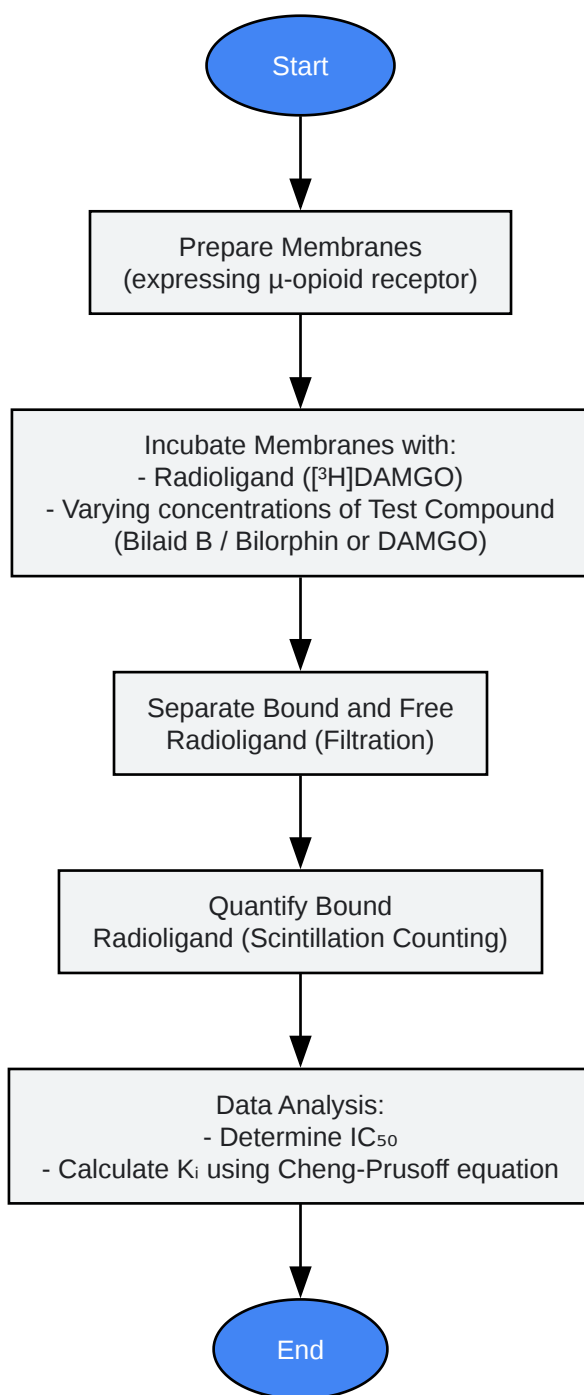 Start
Prepare Membranes
(expressing µ-opioid receptor)
Incubate Membranes with:
- Radioligand ([³H]DAMGO)
- Varying concentrations of Test Compound
(Bilaid B / Bilorphin or DAMGO)
Separate Bound and Free
Radioligand (Filtration)
Quantify Bound
Radioligand (Scintillation Counting)
Data Analysis:
- Determine IC₅₀
- Calculate Kᵢ using Cheng-Prusoff equation
End